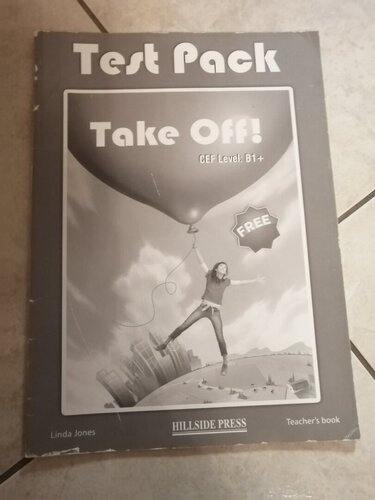 Test Pack
Take Off!
CEF Level: B1+
FREE
Linda Jones
HILLSIDE PRESS
Teacher's book